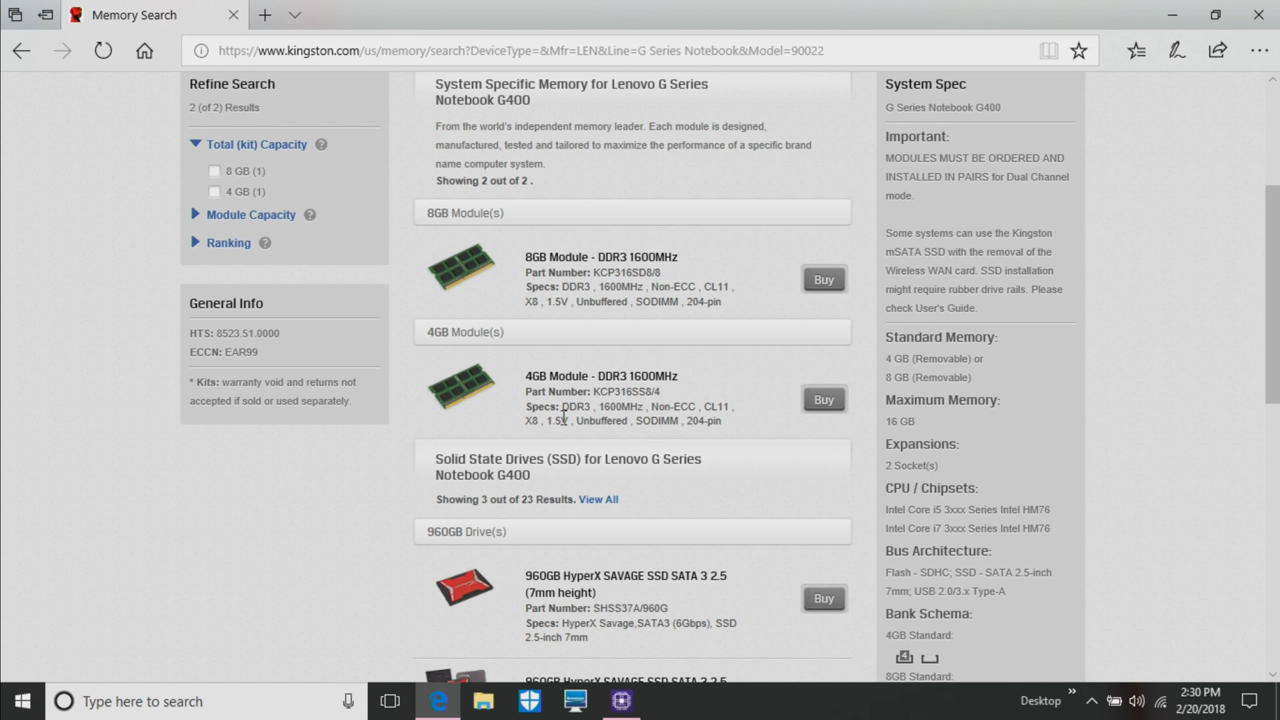 Memory Search
https://www.kingston.com/us/memory/search?DeviceType=&Mfr=LEN&Line=G Series Notebook&Model=90022
Refine Search
2 (of 2) Results
Total (kit) Capacity ?
8 GB (1)
4 GB (1)
Module Capacity ?
Ranking ?
General Info
HTS: 8523.51.0000
ECCN: EAR99
* Kits: warranty void and returns not
accepted if sold or used separately.
System Specific Memory for Lenovo G Series
Notebook G400
From the world's independent memory leader. Each module is designed,
manufactured, tested and tailored to maximize the performance of a specific brand
name computer system.
Showing 2 out of 2 .
8GB Module(s)
8GB Module - DDR3 1600MHz
Part Number: KCP316SD8/8
Specs: DDR3 , 1600MHz , Non-ECC , CL11 ,
X8 , 1.5V , Unbuffered , SODIMM , 204-pin
Buy
4GB Module(s)
4GB Module - DDR3 1600MHz
Part Number: KCP316SS8/4
Specs: DDR3 , 1600MHz , Non-ECC , CL11 ,
X8 , 1.5V , Unbuffered , SODIMM , 204-pin
Buy
Solid State Drives (SSD) for Lenovo G Series
Notebook G400
Showing 3 out of 23 Results. View All
960GB Drive(s)
960GB HyperX SAVAGE SSD SATA 3 2.5
(7mm height)
Part Number: SHSS37A/960G
Specs: HyperX Savage,SATA3 (6Gbps), SSD
2.5-inch 7mm
Buy
960GB HyperX SAVAGE SSD SATA 3 2.5
System Spec
G Series Notebook G400
Important:
MODULES MUST BE ORDERED AND
INSTALLED IN PAIRS for Dual Channel
mode.
Some systems can use the Kingston
mSATA SSD with the removal of the
Wireless WAN card. SSD installation
might require rubber drive rails. Please
check User's Guide.
Standard Memory:
4 GB (Removable) or
8 GB (Removable)
Maximum Memory:
16 GB
Expansions:
2 Socket(s)
CPU / Chipsets:
Intel Core i5 3xxx Series Intel HM76
Intel Core i7 3xxx Series Intel HM76
Bus Architecture:
Flash - SDHC; SSD - SATA 2.5-inch
7mm; USB 2.0/3.x Type-A
Bank Schema:
4GB Standard:
4
8GB Standard:
Type here to search
Desktop
2:30 PM
2/20/2018